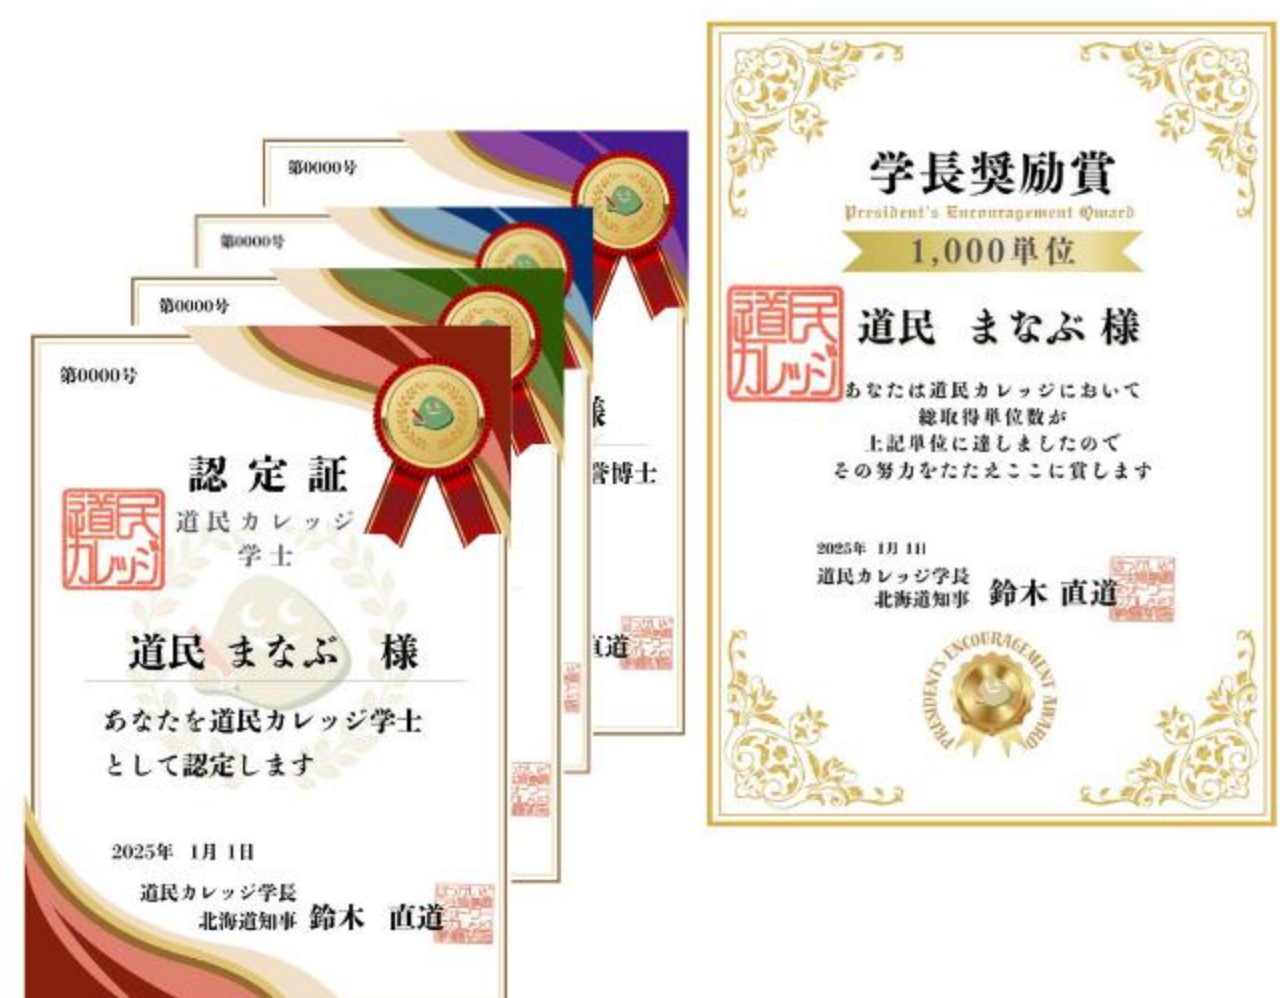 第0000号
第0000号
第0000号
第0000号
認定証
道民カレッジ
学士
道民
カレッジ
道民 まなぶ 様
あなたを道民カレッジ学士
として認定します
2025年 1月 1日
道民カレッジ学長
北海道知事 鈴木 直道
様
誉博士
直道
学長奨励賞
President's Encouragement Award
1,000単位
道民
カレッジ
道民 まなぶ 様
あなたは道民カレッジにおいて
総取得単位数が
上記単位に達しましたので
その努力をたたえここに賞します
2025年 1月 1日
道民カレッジ学長
北海道知事 鈴木 直道
PRESIDENT'S ENCOURAGEMENT AWARD